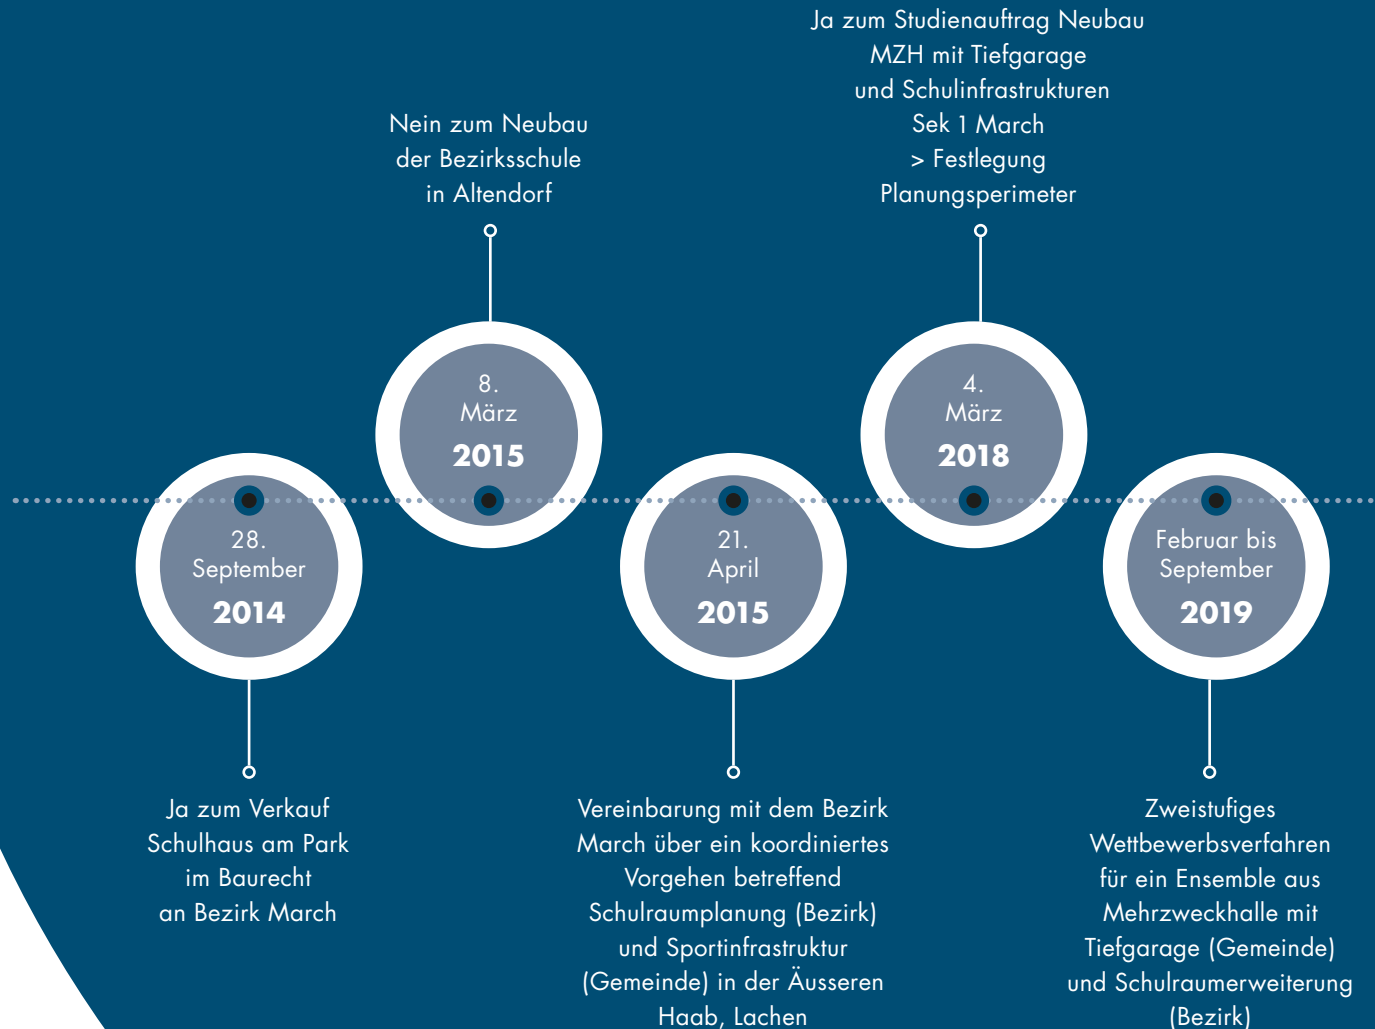 28.
September
2014
Ja zum Verkauf
Schulhaus am Park
im Baurecht
an Bezirk March
Nein zum Neubau
der Bezirksschule
in Altendorf
8.
März
2015
21.
April
2015
Vereinbarung mit dem Bezirk
March über ein koordiniertes
Vorgehen betreffend
Schulraumplanung (Bezirk)
und Sportinfrastruktur
(Gemeinde) in der Äusseren
Haab, Lachen
Ja zum Studienauftrag Neubau
MZH mit Tiefgarage
und Schulinfrastrukturen
Sek 1 March
> Festlegung
Planungsperimeter
4.
März
2018
Februar bis
September
2019
Zweistufiges
Wettbewerbsverfahren
für ein Ensemble aus
Mehrzweckhalle mit
Tiefgarage (Gemeinde)
und Schulraumerweiterung
(Bezirk)